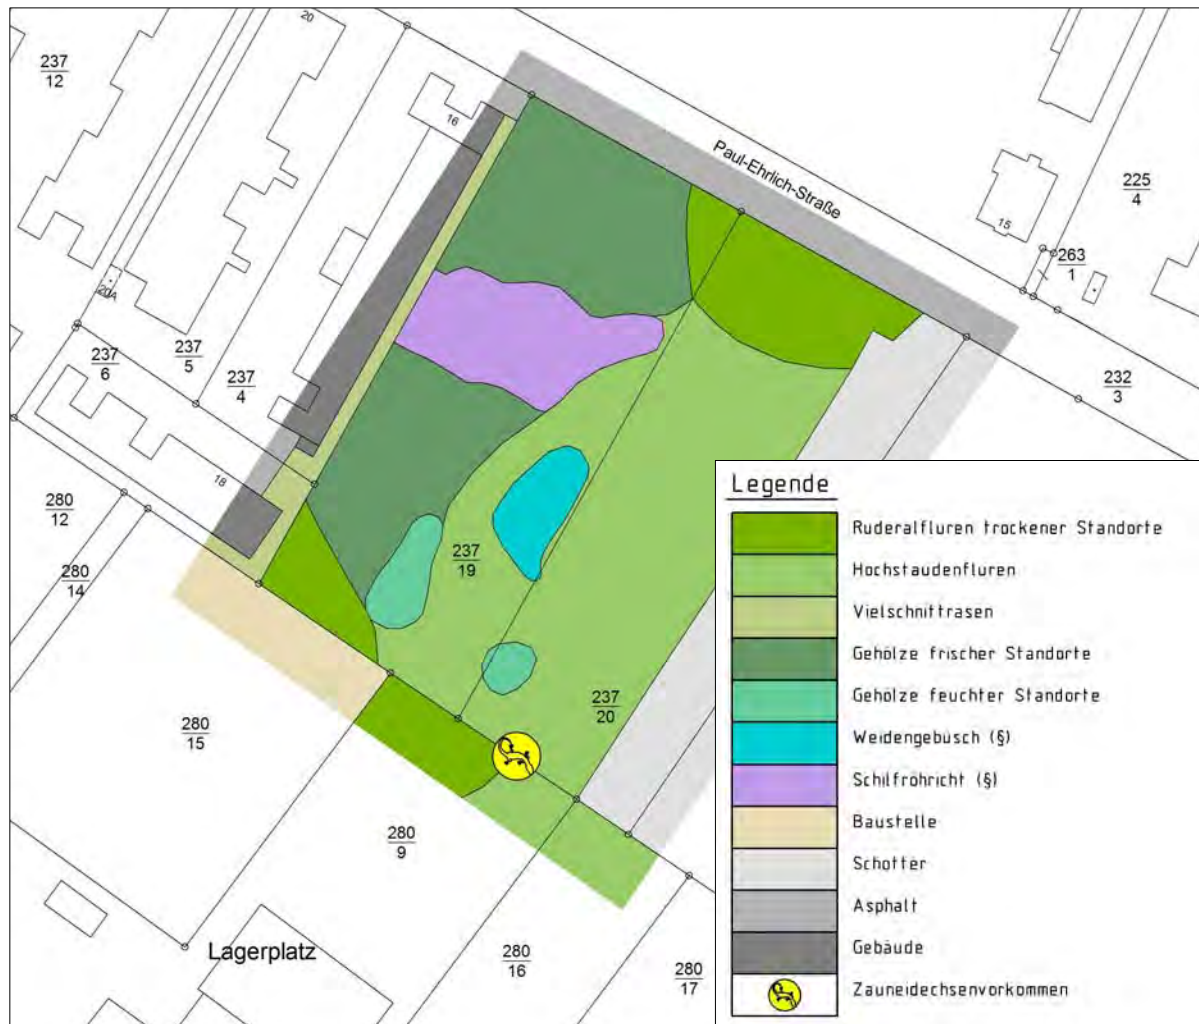 20
237
12
16
Paul-Ehrlich-Straße
225
4
15
263
1
20A
237
6
237
5
237
4
232
3
18
280
12
280
14
237
19
237
20
280
15
280
9
280
16
280
17
Lagerplatz
Legende
Ruderalfluren trockener Standorte
Hochstaudenfluren
Vielschnittrasen
Gehölze frischer Standorte
Gehölze feuchter Standorte
Weidengebüsch (§)
Schilfröhricht (§)
Baustelle
Schotter
Asphalt
Gebäude
Zauneidechsenvorkommen